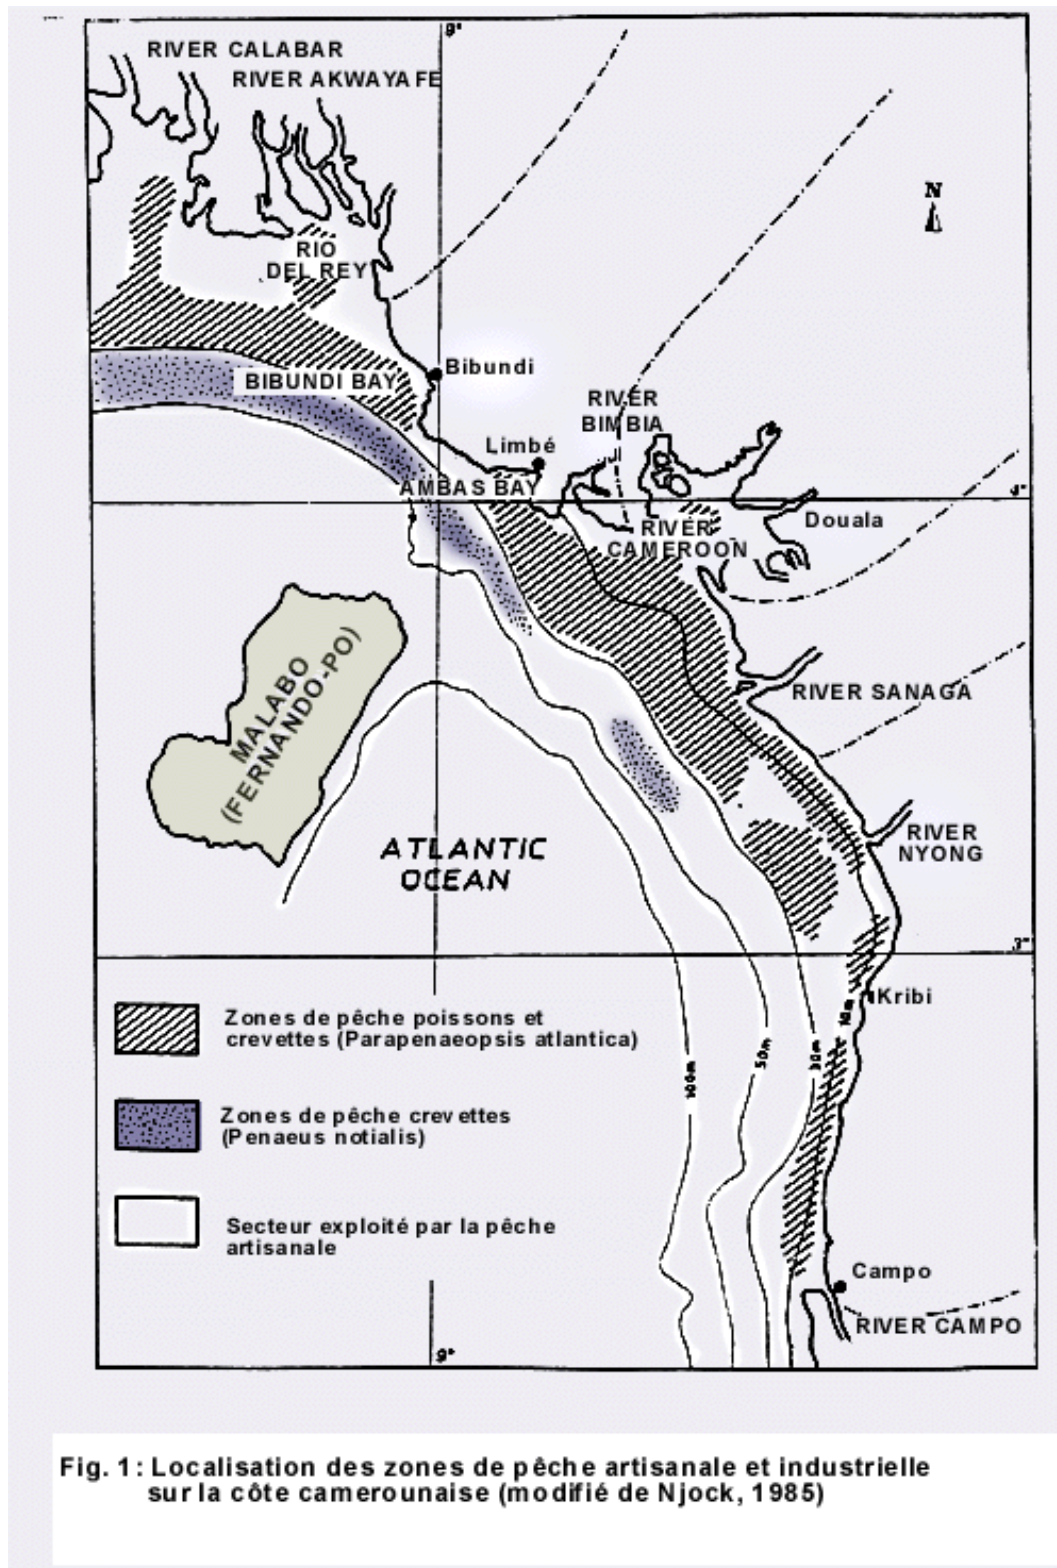 9°
RIVER CALABAR
RIVER AKWAYAFE
N
RIO
DEL REY
Bibundi
BIBUNDI BAY
RIVER
BIMBIA
Limbé
AMBAS BAY
4°
RIVER
CAMEROON
Douala
MALABO
(FERNANDO-PO)
RIVER SANAGA
RIVER
NYONG
ATLANTIC
OCEAN
3°
Kribi
10m
30m
50m
100m
Zones de pêche poissons et
crevettes (Parapenaeopsis atlantica)
Zones de pêche crevettes
(Penaeus notialis)
Secteur exploité par la pêche
artisanale
Campo
RIVER CAMPO
9°
Fig. 1: Localisation des zones de pêche artisanale et industrielle
sur la côte camerounaise (modifié de Njock, 1985)